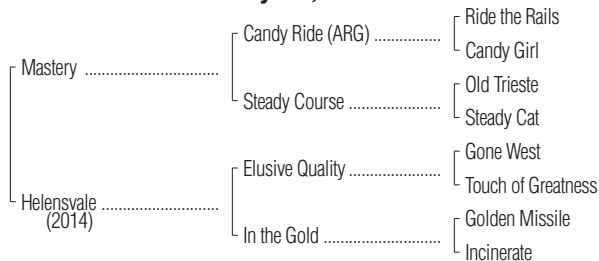 Ride the Rails
Candy Ride (ARG) ..................
Candy Girl
Mastery ....................................
Old Trieste
Steady Course .........................
Steady Cat
Gone West
Elusive Quality .........................
Touch of Greatness
Helensvale ...............................
(2014)
Golden Missile
In the Gold ................................
Incinerate